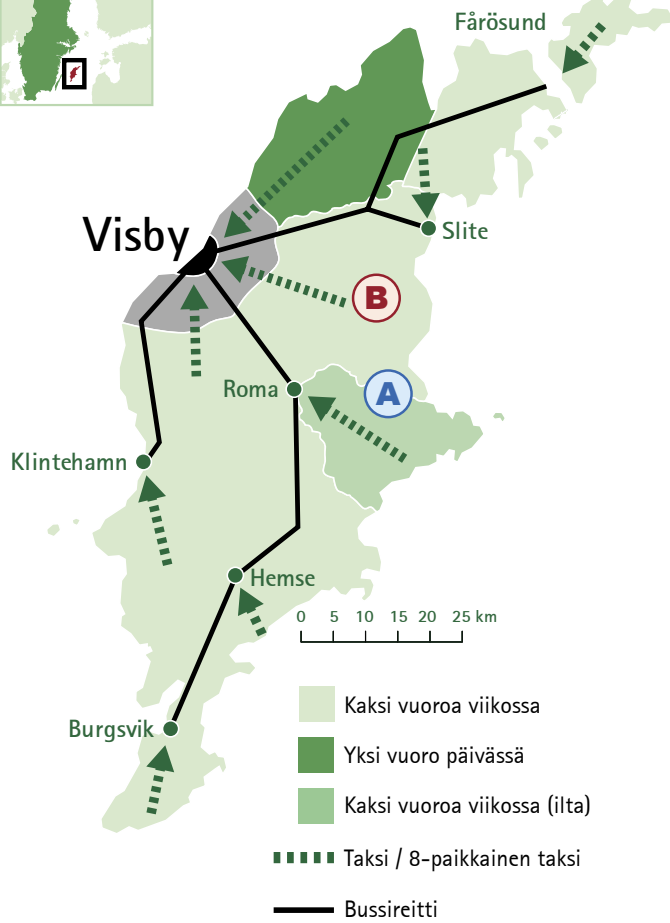 Fårösund
Visby
Slite
B
Roma
A
Klintehamn
Hemse
0 5 10 15 20 25 km
Burgsvik
Kaksi vuoroa viikossa
Yksi vuoro päivässä
Kaksi vuoroa viikossa (ilta)
Taksi / 8-paikkainen taksi
Bussireitti